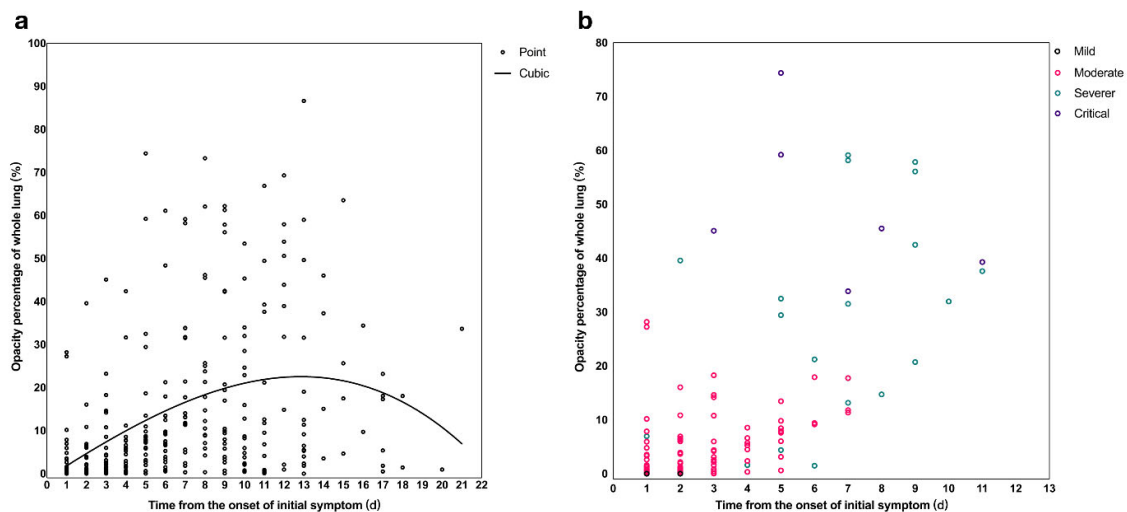 a
100
90
80
70
60
50
40
30
20
10
0
Opacity percentage of whole lung (%)
0 1 2 3 4 5 6 7 8 9 10 11 12 13 14 15 16 17 18 19 20 21 22
Time from the onset of initial symptom (d)
Point
Cubic
b
80
70
60
50
40
30
20
10
0
Opacity percentage of whole lung (%)
0 1 2 3 4 5 6 7 8 9 10 11 12 13
Time from the onset of initial symptom (d)
Mild
Moderate
Severer
Critical